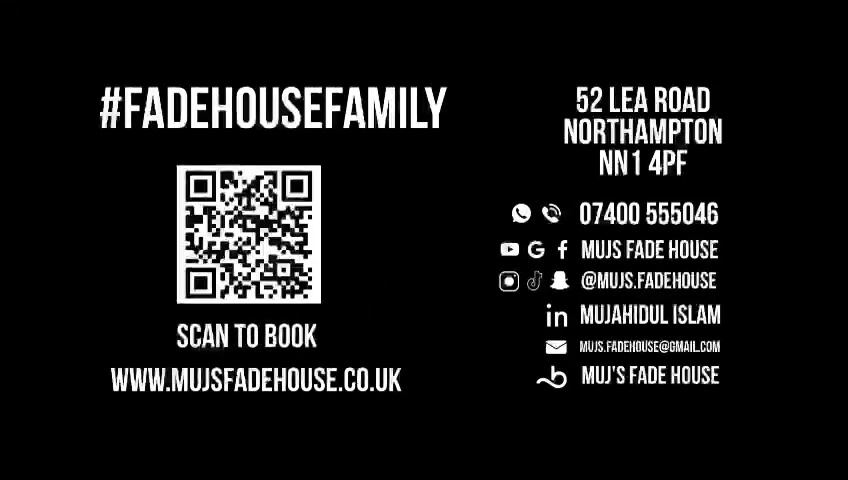 #FADEHOUSEFAMILY
SCAN TO BOOK
WWW.MUJSFADEHOUSE.CO.UK
52 LEA ROAD
NORTHAMPTON
NN1 4PF
07400 555046
MUJS FADE HOUSE
@MUJS.FADEHOUSE
MUJAHIDUL ISLAM
MUJS.FADEHOUSE@GMAIL.COM
MUJ'S FADE HOUSE